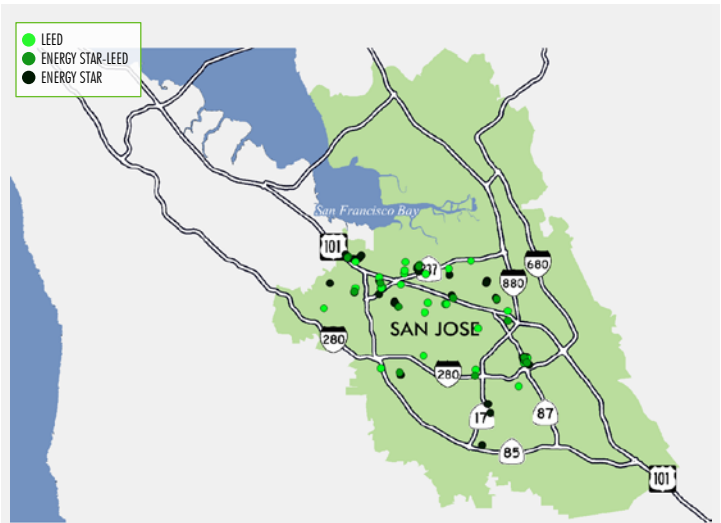 LEED
ENERGY STAR-LEED
ENERGY STAR
San Francisco Bay
101
680
880
SAN JOSE
280
280
17
87
85
101